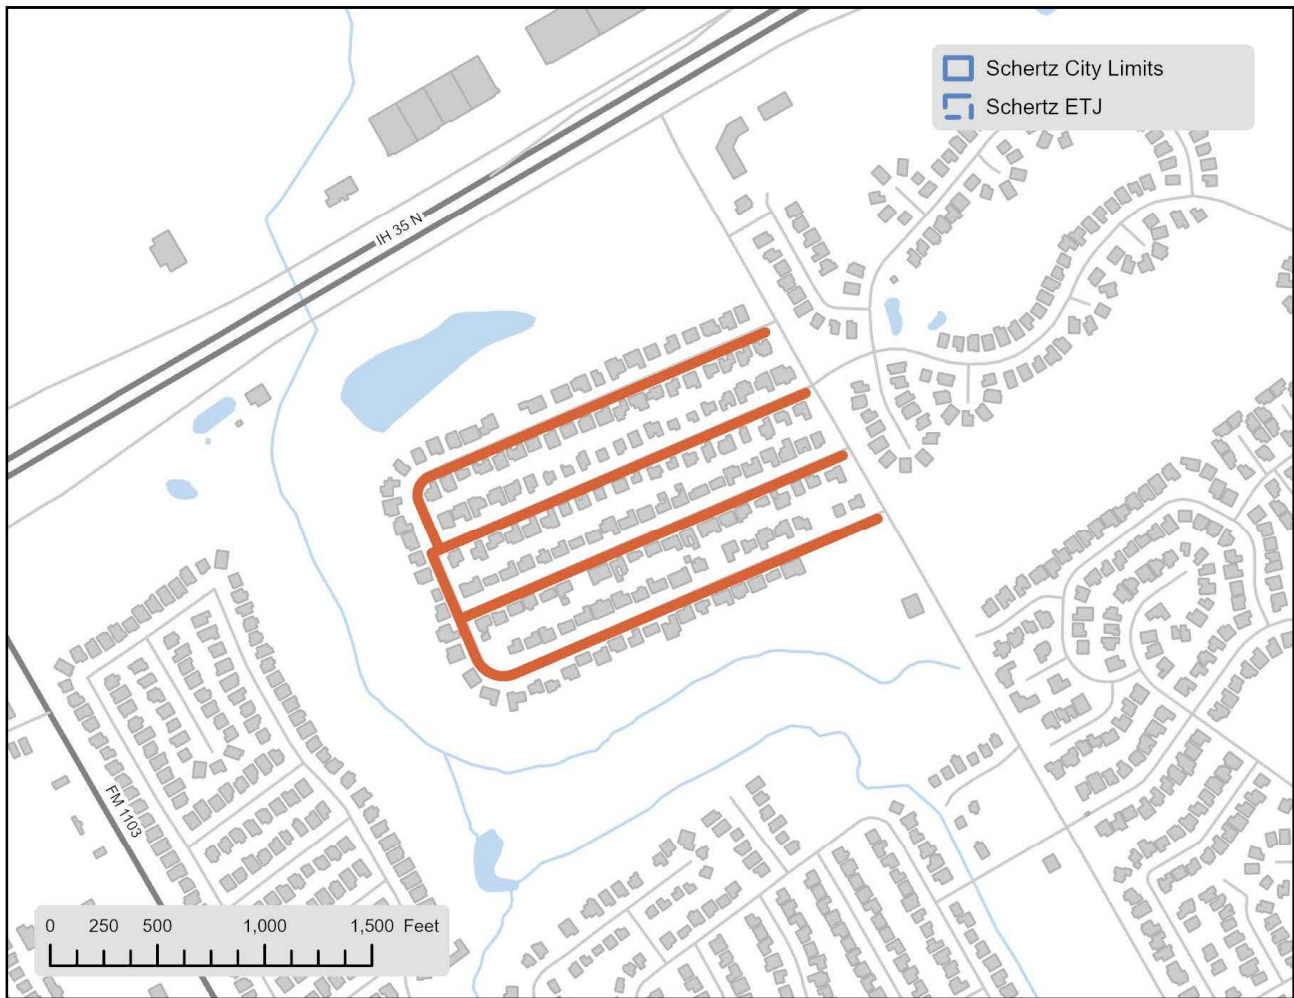 Schertz City Limits
Schertz ETJ
IH 35 N
FM 1103
0 250 500 1,000 1,500 Feet